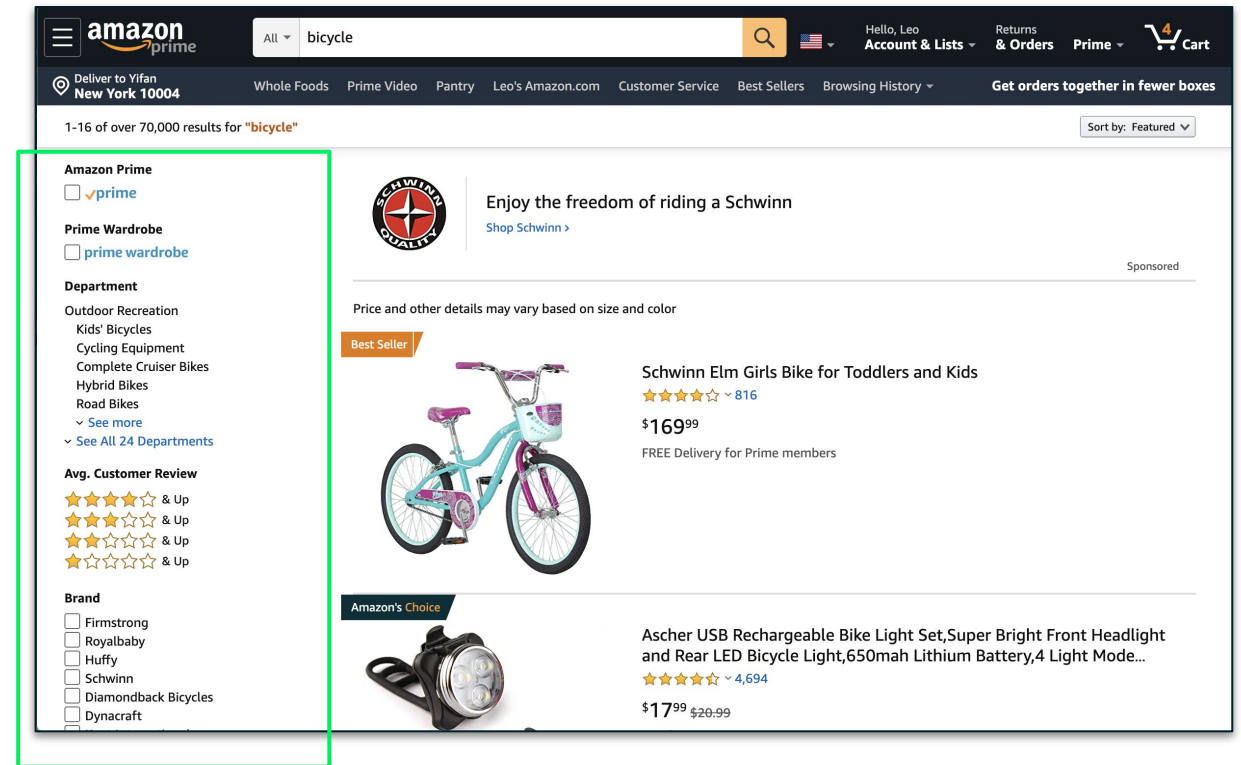 amazon
prime
All
bicycle
Hello, Leo
Account & Lists
Returns
& Orders
Prime
4
Cart
Deliver to Yifan
New York 10004
Whole Foods
Prime Video
Pantry
Leo's Amazon.com
Customer Service
Best Sellers
Browsing History
Get orders together in fewer boxes
1-16 of over 70,000 results for "bicycle"
Sort by: Featured
Amazon Prime
prime
Prime Wardrobe
prime wardrobe
Department
Outdoor Recreation
Kids' Bicycles
Cycling Equipment
Complete Cruiser Bikes
Hybrid Bikes
Road Bikes
See more
See All 24 Departments
Avg. Customer Review
& Up
& Up
& Up
& Up
Brand
Firmstrong
Royalbaby
Huffy
Schwinn
Diamondback Bicycles
Dynacraft
SCHWINN
QUALITY
Enjoy the freedom of riding a Schwinn
Shop Schwinn ›
Sponsored
Price and other details may vary based on size and color
Best Seller
Schwinn Elm Girls Bike for Toddlers and Kids
816
$16999
FREE Delivery for Prime members
Amazon's Choice
Ascher USB Rechargeable Bike Light Set,Super Bright Front Headlight
and Rear LED Bicycle Light,650mah Lithium Battery,4 Light Mode...
4,694
$1799 $20.99